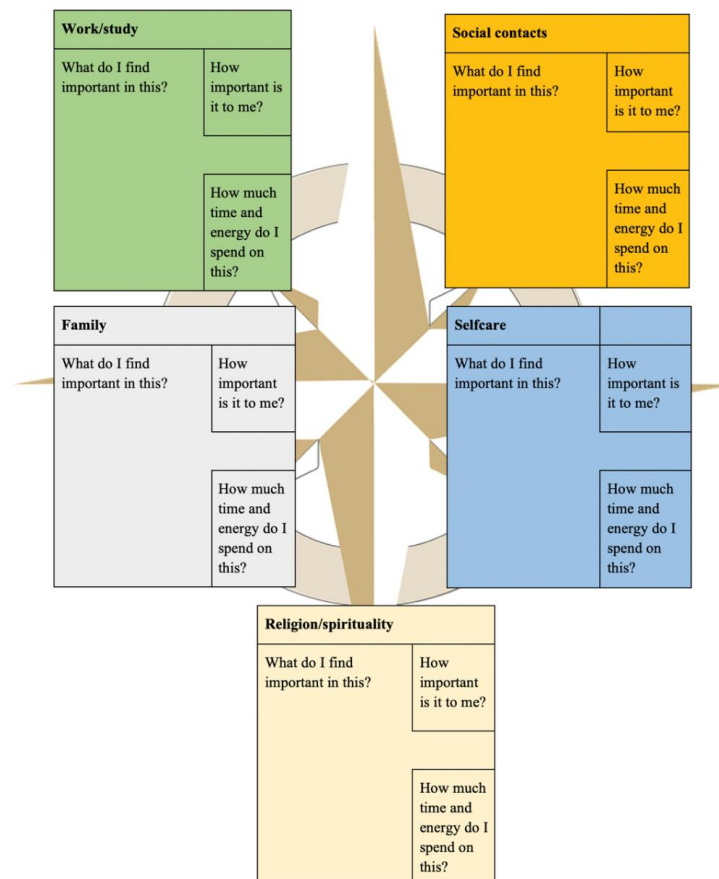 Work/study
What do I find
important in this?
How
important is
it to me?
How much
time and
energy do I
spend on
this?
Social contacts
What do I find
important in this?
How
important
is it to me?
How much
time and
energy do I
spend on
this?
Family
What do I find
important in this?
How
important
is it to me?
How much
time and
energy do I
spend on
this?
Selfcare
What do I find
important in this?
How
important is
it to me?
How much
time and
energy do I
spend on
this?
Religion/spirituality
What do I find
important in this?
How
important
is it to me?
How much
time and
energy do I
spend on
this?